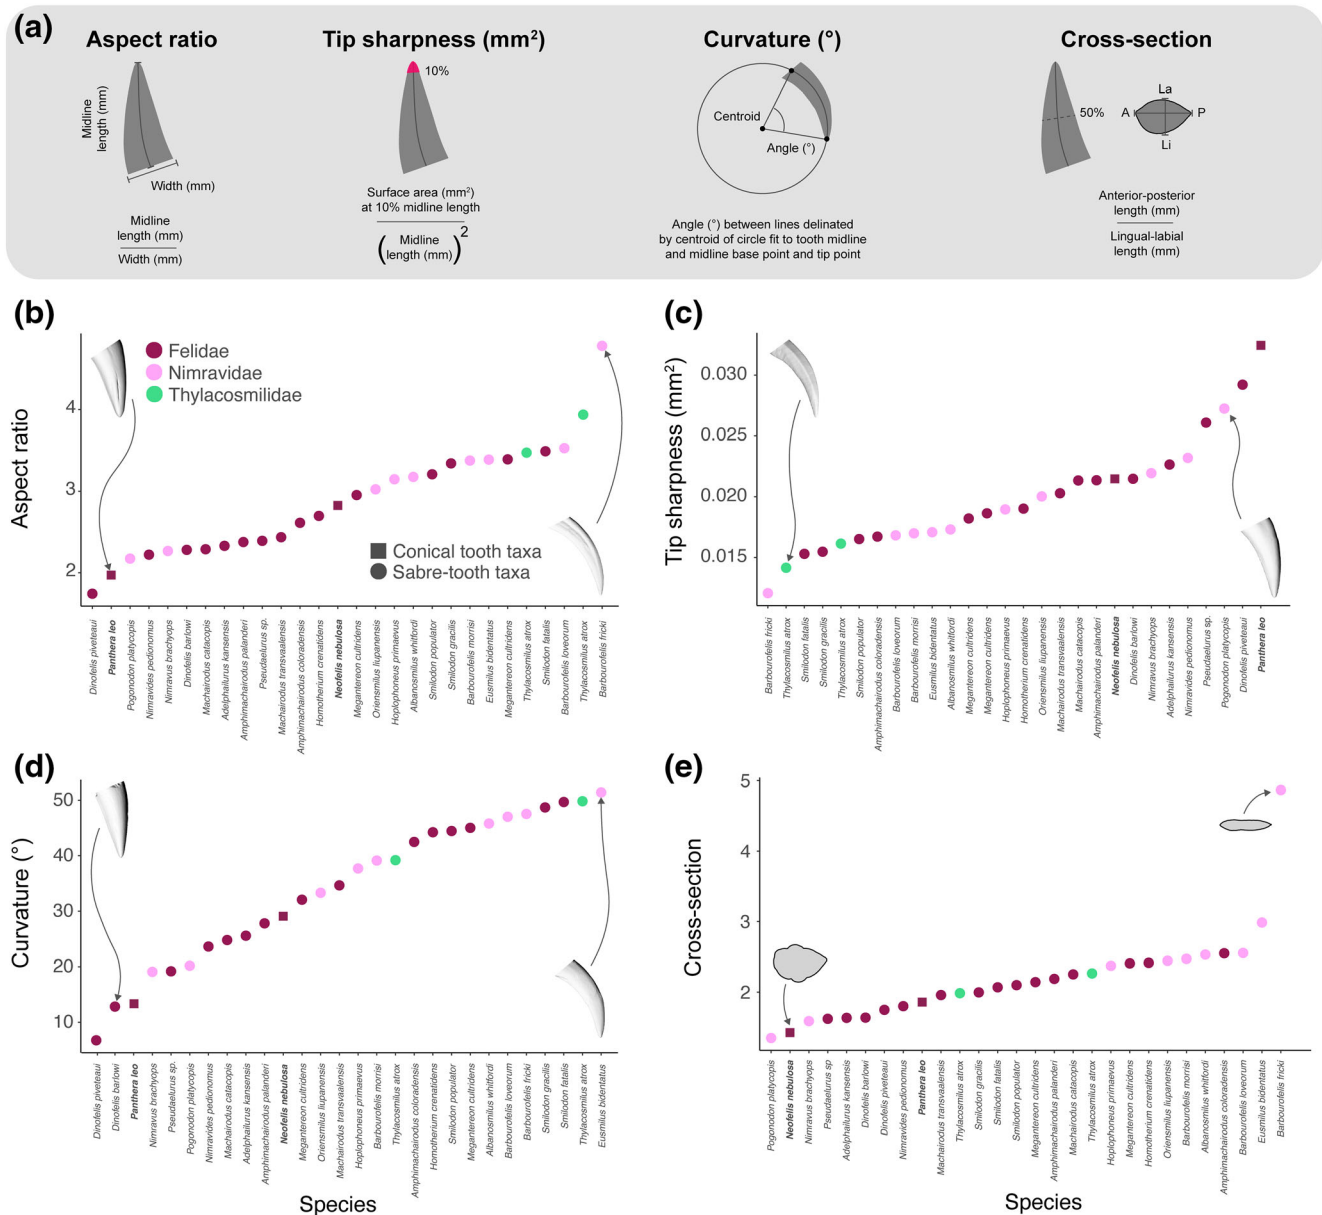 (a)
Aspect ratio
Midline
length (mm)
Width (mm)
Midline
length (mm)
Width (mm)
Tip sharpness (mm²)
10%
Surface area (mm²)
at 10% midline length
(Midline
length (mm))²
Curvature (°)
Centroid
Angle (°)
Angle (°) between lines delinated
by centroid of circle fit to tooth midline
and midline base point and tip point
Cross-section
50%
La
A
P
Li
Anterior-posterior
length (mm)
Lingual-labial
length (mm)
(b)
Aspect ratio
4
3
2
Felidae
Nimravidae
Thylacosmilidae
Conical tooth taxa
Sabre-tooth taxa
Dinofelis piveteaui
Panthera leo
Pogonodon platycopis
Nimravides pedionomus
Nimravus brachyops
Dinofelis barlowi
Machairodus catacopis
Adelphailurus kansensis
Amphimachairodus palanderi
Pseudaelurus sp.
Machairodus transvaalensis
Amphimachairodus coloradensis
Homotherium crenatidens
Neofelis nebulosa
Megantereon cultridens
Oriensmilus liupanensis
Hoplophoneus primaevus
Albanosmilus whitfordi
Smilodon populator
Smilodon gracilis
Barbourofelis morrisi
Eusmilus bidentatus
Megantereon cultridens
Thylacosmilus atrox
Smilodon fatalis
Barbourofelis loveorum
Thylacosmilus atrox
Barbourofelis fricki
(c)
Tip sharpness (mm²)
0.030
0.025
0.020
0.015
Barbourofelis fricki
Thylacosmilus atrox
Smilodon fatalis
Smilodon gracilis
Thylacosmilus atrox
Smilodon populator
Amphimachairodus coloradensis
Barbourofelis loveorum
Barbourofelis morrisi
Eusmilus bidentatus
Albanosmilus whitfordi
Megantereon cultridens
Megantereon cultridens
Hoplophoneus primaevus
Homotherium crenatidens
Oriensmilus liupanensis
Machairodus transvaalensis
Machairodus catacopis
Amphimachairodus palanderi
Neofelis nebulosa
Dinofelis barlowi
Nimravus brachyops
Adelphailurus kansensis
Nimravides pedionomus
Pseudaelurus sp.
Pogonodon platycopis
Dinofelis piveteaui
Panthera leo
(d)
Curvature (°)
50
40
30
20
10
Dinofelis piveteaui
Dinofelis barlowi
Panthera leo
Nimravus brachyops
Pseudaelurus sp.
Pogonodon platycopis
Nimravides pedionomus
Machairodus catacopis
Adelphailurus kansensis
Amphimachairodus palanderi
Neofelis nebulosa
Megantereon cultridens
Oriensmilus liupanensis
Machairodus transvaalensis
Hoplophoneus primaevus
Barbourofelis morrisi
Thylacosmilus atrox
Amphimachairodus coloradensis
Homotherium crenatidens
Smilodon populator
Megantereon cultridens
Albanosmilus whitfordi
Barbourofelis loveorum
Barbourofelis fricki
Smilodon gracilis
Smilodon fatalis
Thylacosmilus atrox
Eusmilus bidentatus
Species
(e)
Cross-section
5
4
3
2
Pogonodon platycopis
Neofelis nebulosa
Nimravus brachyops
Pseudaelurus sp
Adelphailurus kansensis
Dinofelis barlowi
Dinofelis piveteaui
Nimravides pedionomus
Panthera leo
Machairodus transvaalensis
Thylacosmilus atrox
Smilodon gracilis
Smilodon fatalis
Smilodon populator
Megantereon cultridens
Amphimachairodus palanderi
Machairodus catacopis
Thylacosmilus atrox
Hoplophoneus primaevus
Megantereon cultridens
Homotherium crenatidens
Oriensmilus liupanensis
Barbourofelis morrisi
Albanosmilus whitfordi
Amphimachairodus coloradensis
Barbourofelis loveorum
Eusmilus bidentatus
Barbourofelis fricki
Species